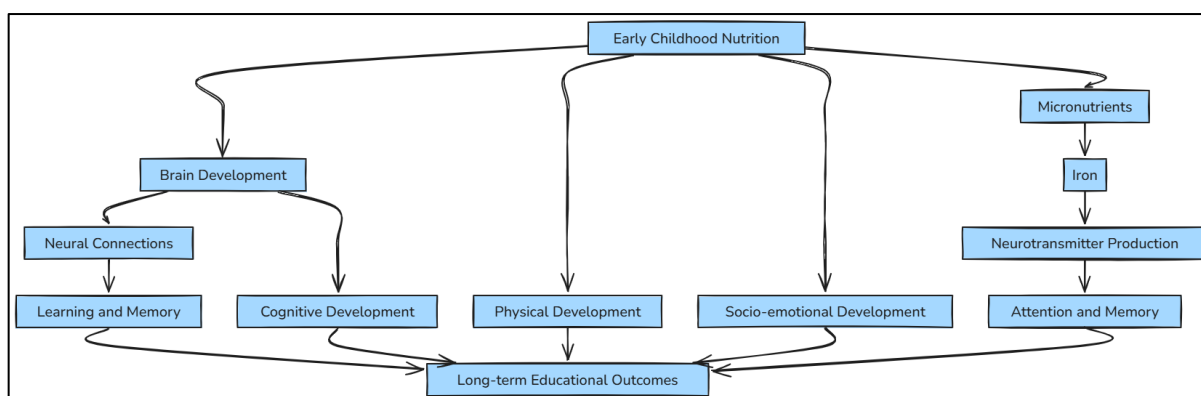 Early Childhood Nutrition
Micronutrients
Brain Development
Iron
Neural Connections
Neurotransmitter Production
Learning and Memory
Cognitive Development
Physical Development
Socio-emotional Development
Attention and Memory
Long-term Educational Outcomes